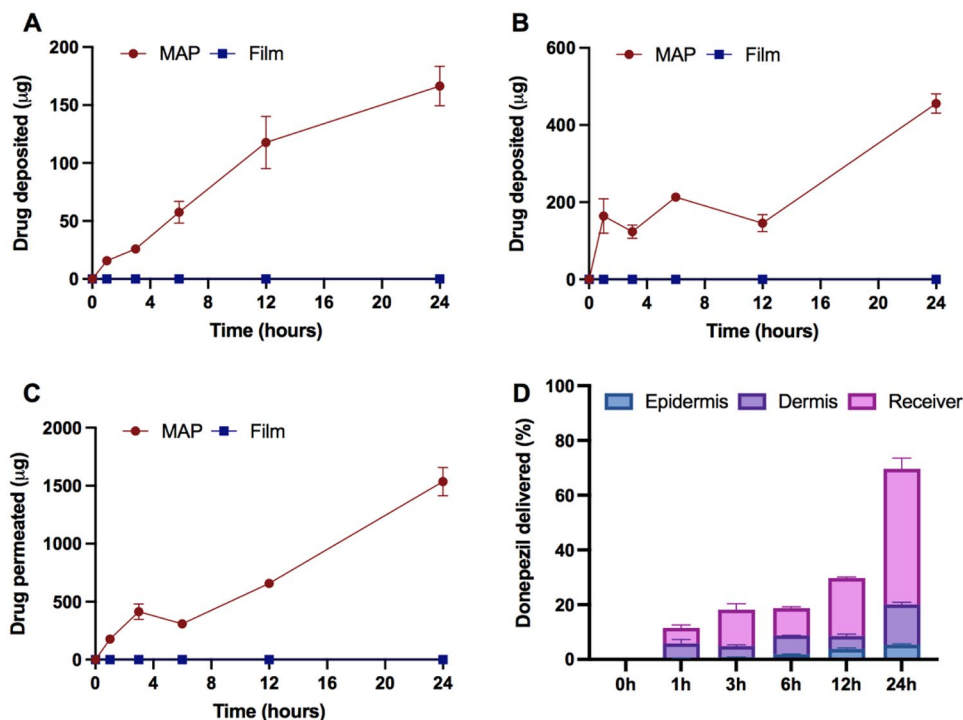 A
MAP Film
Drug deposited (µg)
200
150
100
50
0
0 4 8 12 16 20 24
Time (hours)
B
MAP Film
Drug deposited (µg)
600
400
200
0
0 4 8 12 16 20 24
Time (hours)
C
MAP Film
Drug permeated (µg)
2000
1500
1000
500
0
0 4 8 12 16 20 24
Time (hours)
D
Epidermis Dermis Receiver
Donepezil delivered (%)
100
80
60
40
20
0
0h 1h 3h 6h 12h 24h